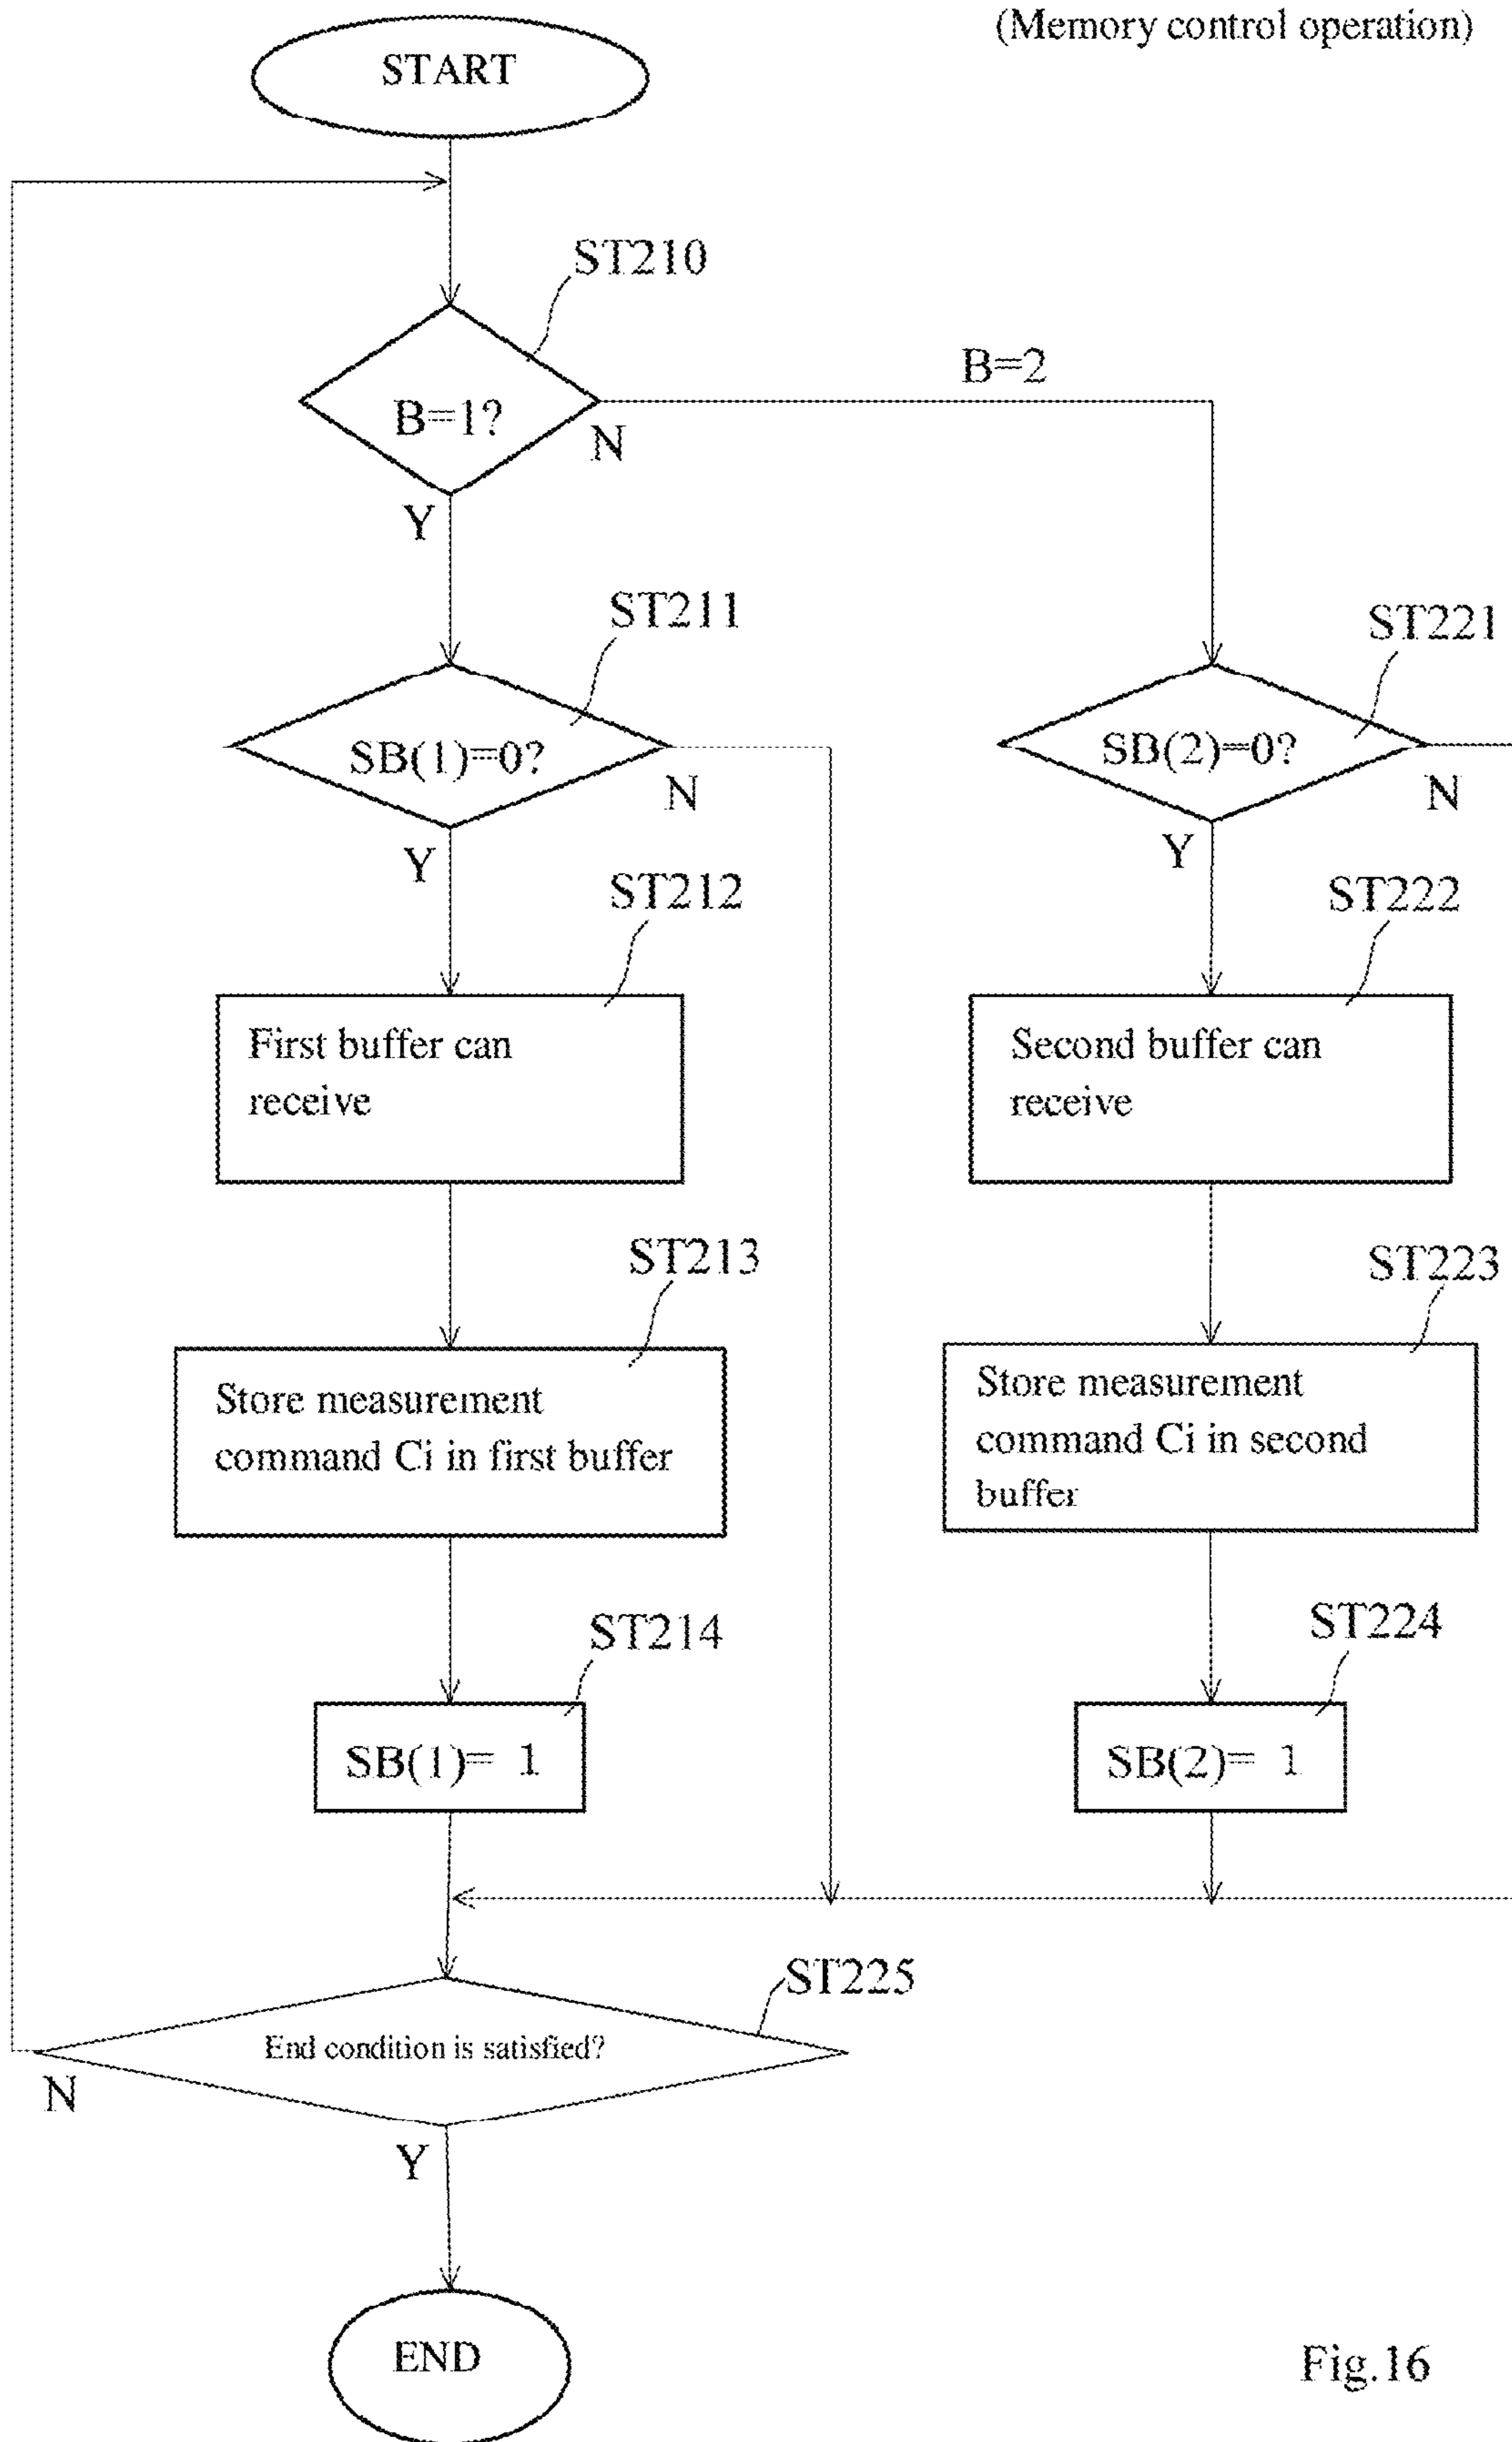 (Memory control operation)
START
ST210
B=1?
B=2
N
Y
ST211
SB(1)=0?
N
Y
ST221
SB(2)=0?
N
Y
ST212
First buffer can
receive
ST222
Second buffer can
receive
ST213
Store measurement
command Ci in first buffer
ST223
Store measurement
command Ci in second
buffer
ST214
SB(1)= 1
ST224
SB(2)= 1
ST225
End condition is satisfied?
N
Y
END
Fig.16